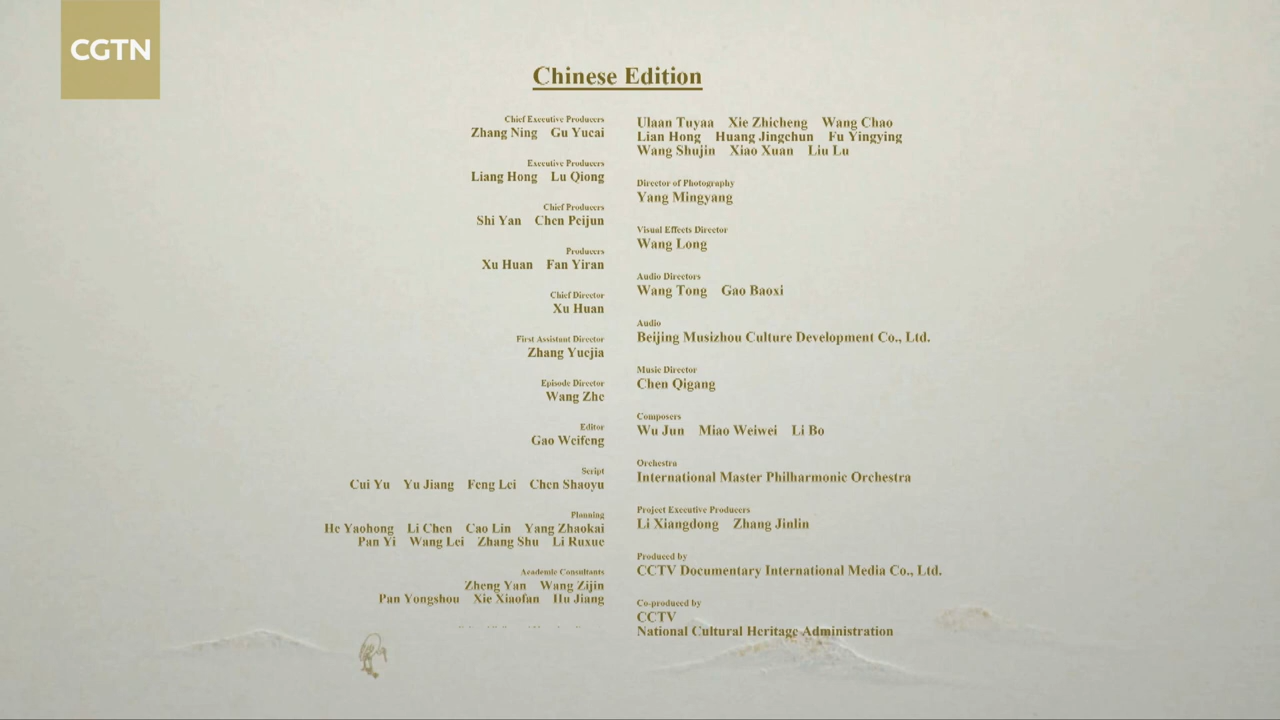 CGTN
Chinese Edition
Chief Executive Producers
Zhang Ning Gu Yucai
Executive Producers
Liang Hong Lu Qiong
Chief Producers
Shi Yan Chen Peijun
Producers
Xu Huan Fan Yiran
Chief Director
Xu Huan
First Assistant Director
Zhang Yuejia
Episode Director
Wang Zhe
Editor
Gao Weifeng
Script
Cui Yu Yu Jiang Feng Lei Chen Shaoyu
Planning
He Yaohong Li Chen Cao Lin Yang Zhaokai
Pan Yi Wang Lei Zhang Shu Li Ruxue
Academic Consultants
Zheng Yan Wang Zijin
Pan Yongshou Xie Xiaofan Hu Jiang
Ulaan Tuyaa Xie Zhicheng Wang Chao
Lian Hong Huang Jingchun Fu Yingying
Wang Shujin Xiao Xuan Liu Lu
Director of Photography
Yang Mingyang
Visual Effects Director
Wang Long
Audio Directors
Wang Tong Gao Baoxi
Audio
Beijing Musizhou Culture Development Co., Ltd.
Music Director
Chen Qigang
Composers
Wu Jun Miao Weiwei Li Bo
Orchestra
International Master Philharmonic Orchestra
Project Executive Producers
Li Xiangdong Zhang Jinlin
Produced by
CCTV Documentary International Media Co., Ltd.
Co-produced by
CCTV
National Cultural Heritage Administration